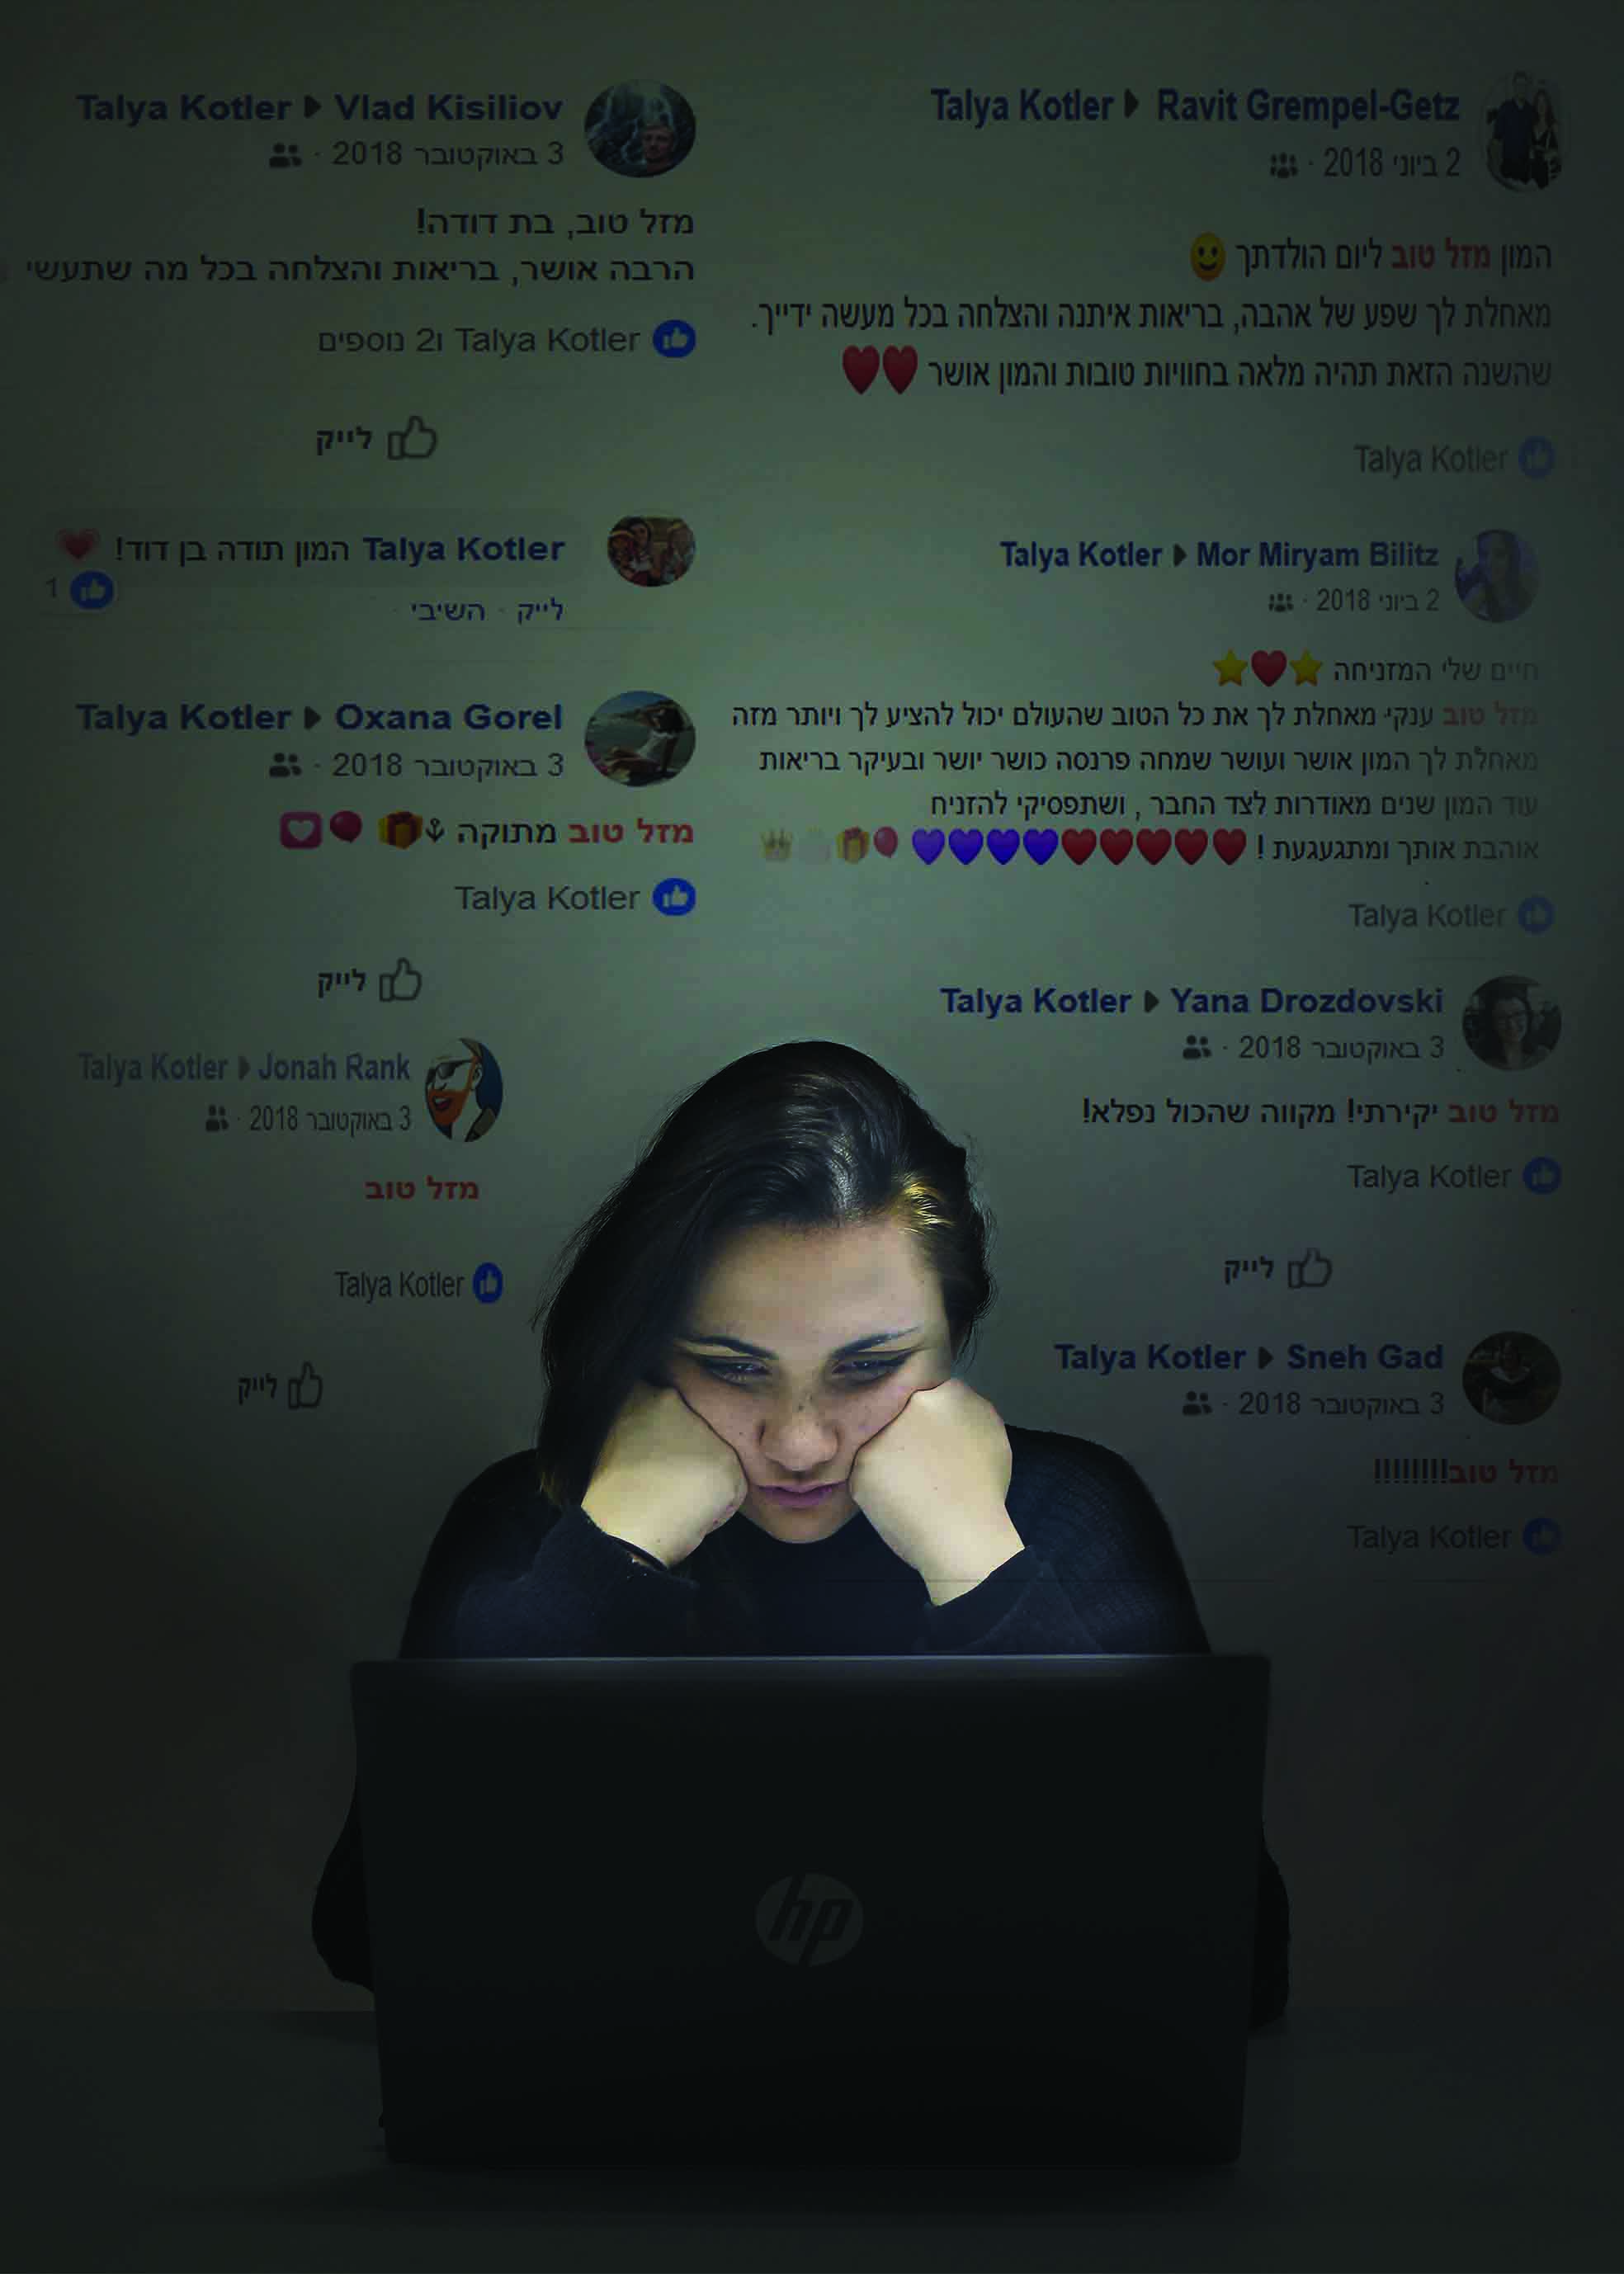 Talya Kotler ▸ Ravit Grempel-Getz
2 ביוני 2018 ·
המון מזל טוב ליום הולדתך 🙂
מאחלת לך שפע של אהבה, בריאות איתנה והצלחה בכל מעשה ידייך.
שהשנה הזאת תהיה מלאה בחוויות טובות והמון אושר ♥♥
Talya Kotler
Talya Kotler ▸ Mor Miryam Bilitz
2 ביוני 2018 ·
חיים שלי המזניחה ⭐♥⭐
מזל טוב ענקי מאחלת לך את כל הטוב שהעולם יכול להציע לך ויותר מזה
מאחלת לך המון אושר ועושר שמחה פרנסה כושר יושר ובעיקר בריאות
עוד המון שנים מאודרות לצד החבר , ושתפסיקי להזניח
אוהבת אותך ומתגעגעת ! ♥♥♥♥♥💜💜💜💜🎈🎁🎂👑
Talya Kotler
Talya Kotler ▸ Yana Drozdovski
3 באוקטובר 2018 ·
מזל טוב יקירתי! מקווה שהכול נפלא!
Talya Kotler
לייק
Talya Kotler ▸ Sneh Gad
3 באוקטובר 2018 ·
מזל טוב!!!!!!!!
Talya Kotler
Talya Kotler ▸ Vlad Kisiliov
3 באוקטובר 2018 ·
מזל טוב, בת דודה!
הרבה אושר, בריאות והצלחה בכל מה שתעשי
Talya Kotler ו2 נוספים
לייק
Talya Kotler המון תודה בן דוד! 💗
1
לייק · השיבי
Talya Kotler ▸ Oxana Gorel
3 באוקטובר 2018 ·
מזל טוב מתוקה ⚓🎁🎈💟
Talya Kotler
לייק
Talya Kotler ▸ Jonah Rank
3 באוקטובר 2018 ·
מזל טוב
Talya Kotler
לייק
hp